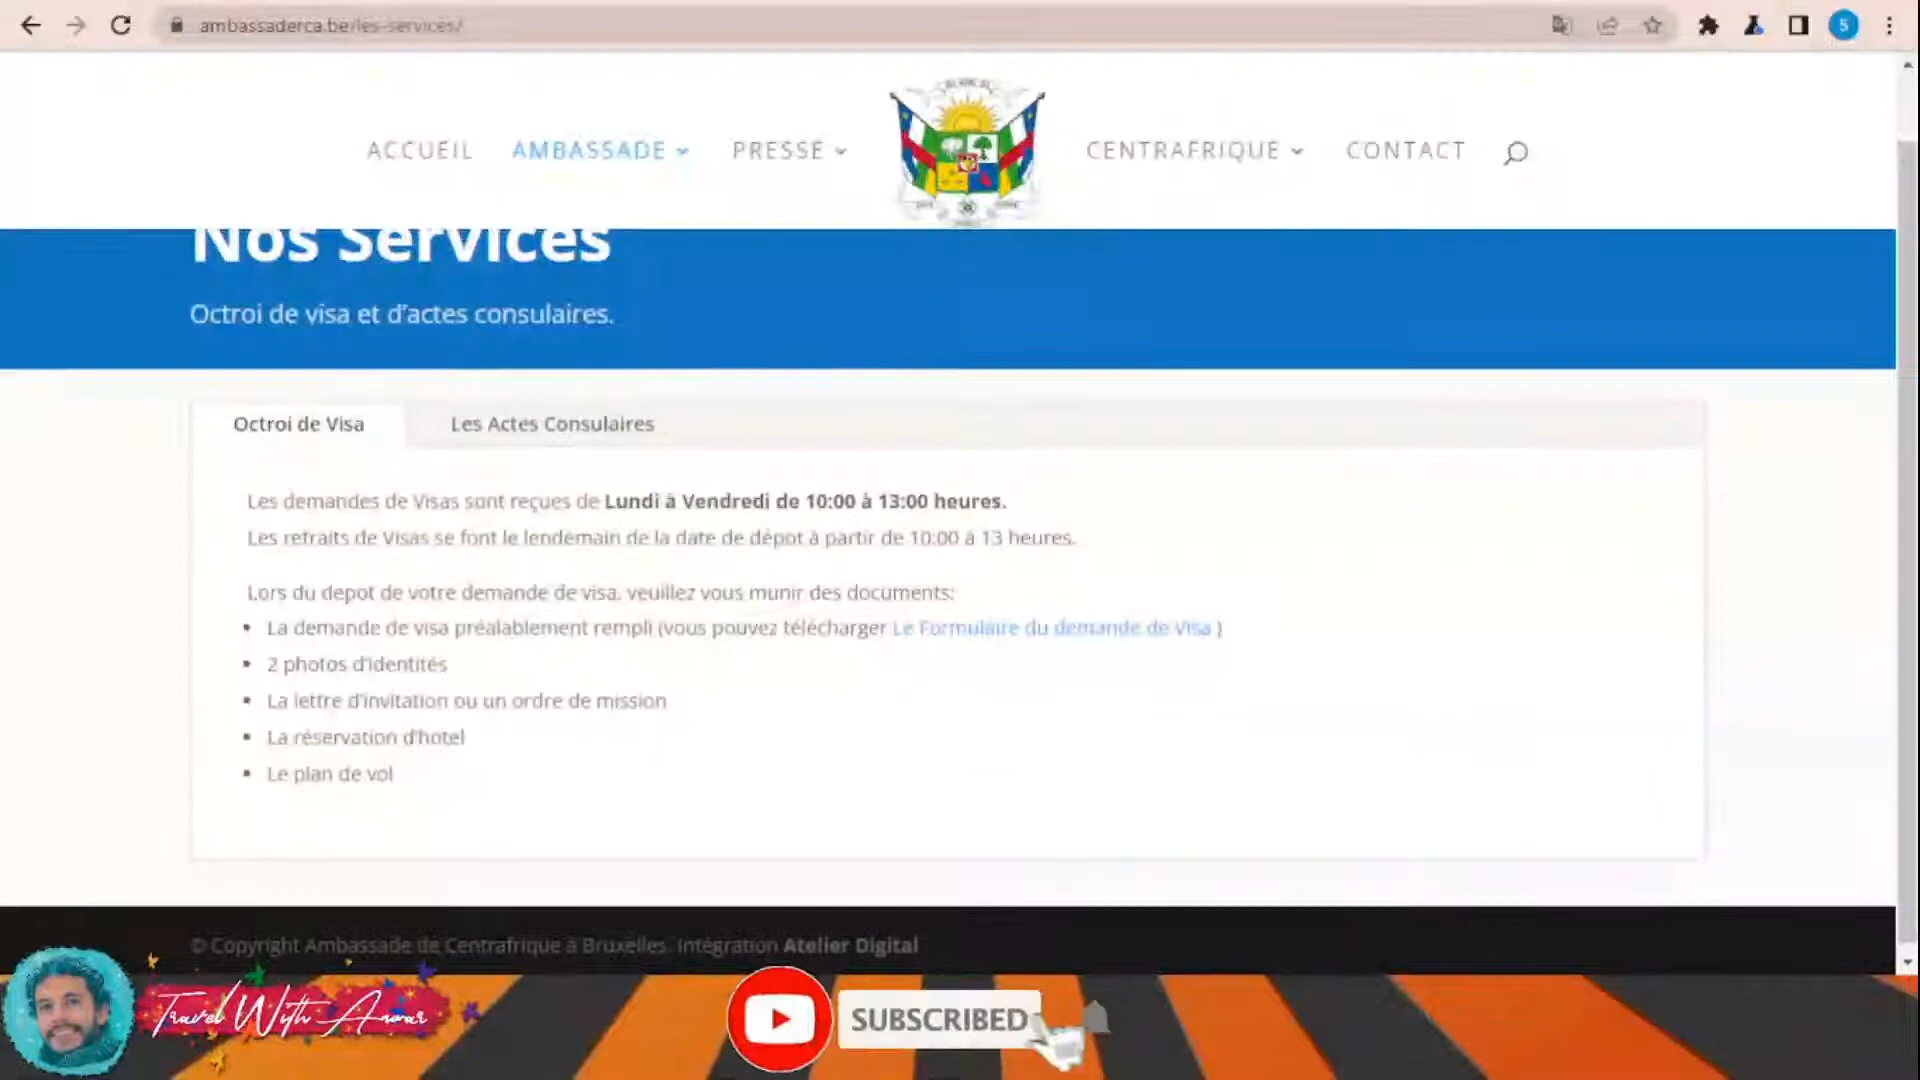 ambassaderca.be/les-services/
S
ACCUEIL AMBASSADE PRESSE CENTRAFRIQUE CONTACT
Nos Services
Octroi de visa et d’actes consulaires.
Octroi de Visa Les Actes Consulaires
Les demandes de Visas sont reçues de Lundi à Vendredi de 10:00 à 13:00 heures.
Les retraits de Visas se font le lendemain de la date de dépot à partir de 10:00 à 13 heures.
Lors du depot de votre demande de visa, veuillez vous munir des documents:
• La demande de visa préalablement rempli (vous pouvez télécharger Le Formulaire du demande de Visa )
• 2 photos d’identités
• La lettre d’invitation ou un ordre de mission
• La réservation d’hotel
• Le plan de vol
© Copyright Ambassade de Centrafrique à Bruxelles. Intégration Atelier Digital
Travel With Anwar
SUBSCRIBED